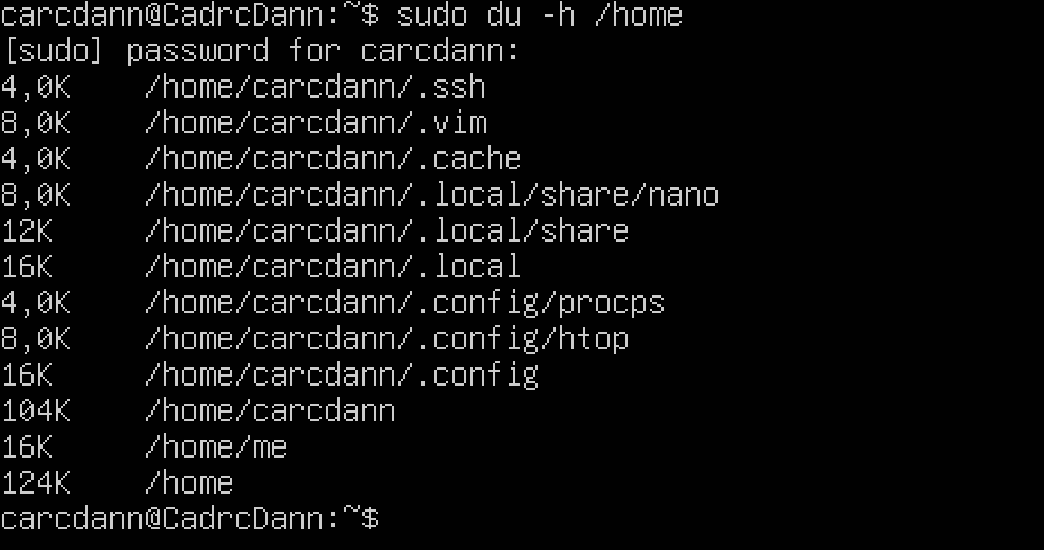 carcdann@CadrcDann:~$ sudo du -h /home
[sudo] password for carcdann:
4,0K    /home/carcdann/.ssh
8,0K    /home/carcdann/.vim
4,0K    /home/carcdann/.cache
8,0K    /home/carcdann/.local/share/nano
12K     /home/carcdann/.local/share
16K     /home/carcdann/.local
4,0K    /home/carcdann/.config/procps
8,0K    /home/carcdann/.config/htop
16K     /home/carcdann/.config
104K    /home/carcdann
16K     /home/me
124K    /home
carcdann@CadrcDann:~$